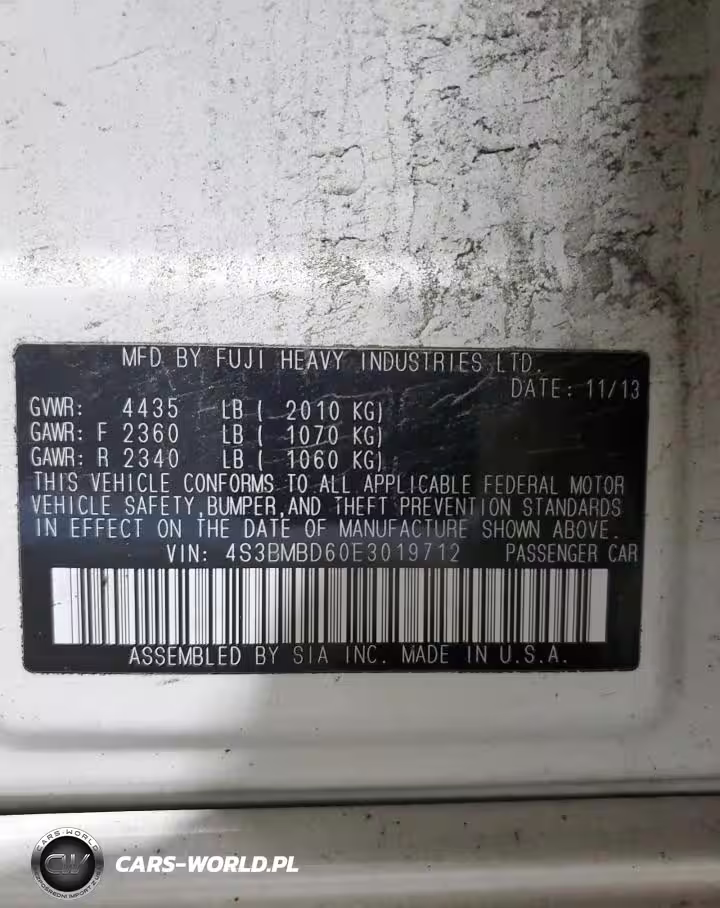 MFD BY FUJI HEAVY INDUSTRIES LTD.
DATE: 11/13
GVWR: 4435 LB ( 2010 KG)
GAWR: F 2360 LB ( 1070 KG)
GAWR: R 2340 LB ( 1060 KG)
THIS VEHICLE CONFORMS TO ALL APPLICABLE FEDERAL MOTOR
VEHICLE SAFETY,BUMPER,AND THEFT PREVENTION STANDARDS
IN EFFECT ON THE DATE OF MANUFACTURE SHOWN ABOVE.
VIN: 4S3BMBD60E3019712 PASSENGER CAR
ASSEMBLED BY SIA INC. MADE IN U.S.A.
CARS-WORLD
CW
CARS-WORLD.PL